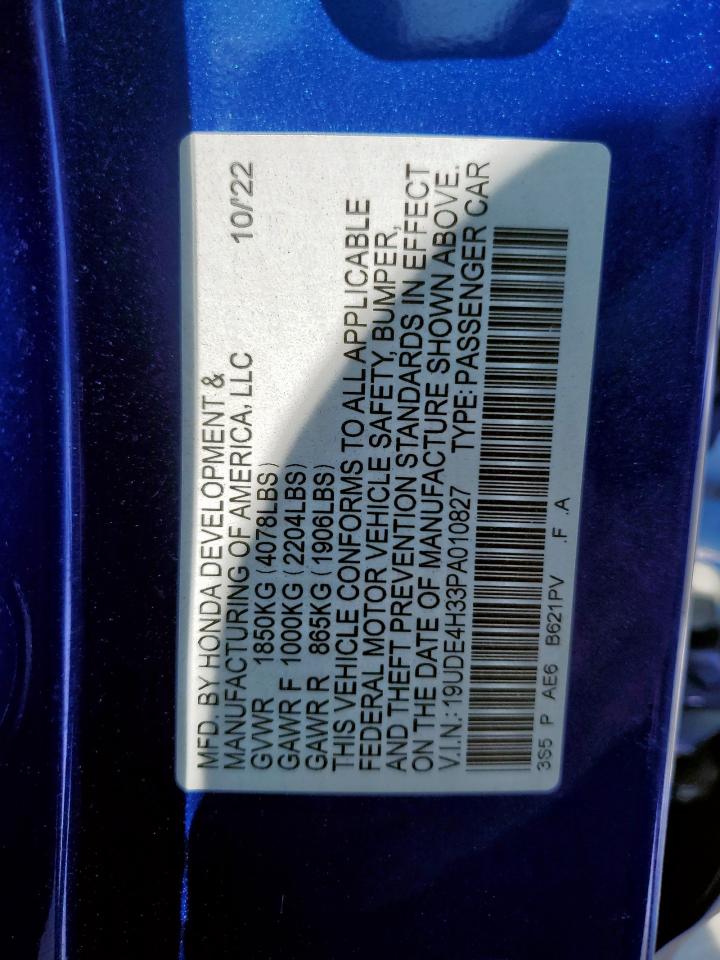 MFD. BY HONDA DEVELOPMENT &
MANUFACTURING OF AMERICA, LLC 10/'22
GVWR 1850KG (4078LBS)
GAWR F 1000KG (2204LBS)
GAWR R 865KG (1906LBS)
THIS VEHICLE CONFORMS TO ALL APPLICABLE
FEDERAL MOTOR VEHICLE SAFETY, BUMPER,
AND THEFT PREVENTION STANDARDS IN EFFECT
ON THE DATE OF MANUFACTURE SHOWN ABOVE.
V.I.N.: 19UDE4H33PA010827 TYPE: PASSENGER CAR
3S5 P AE6 B621PV .F .A